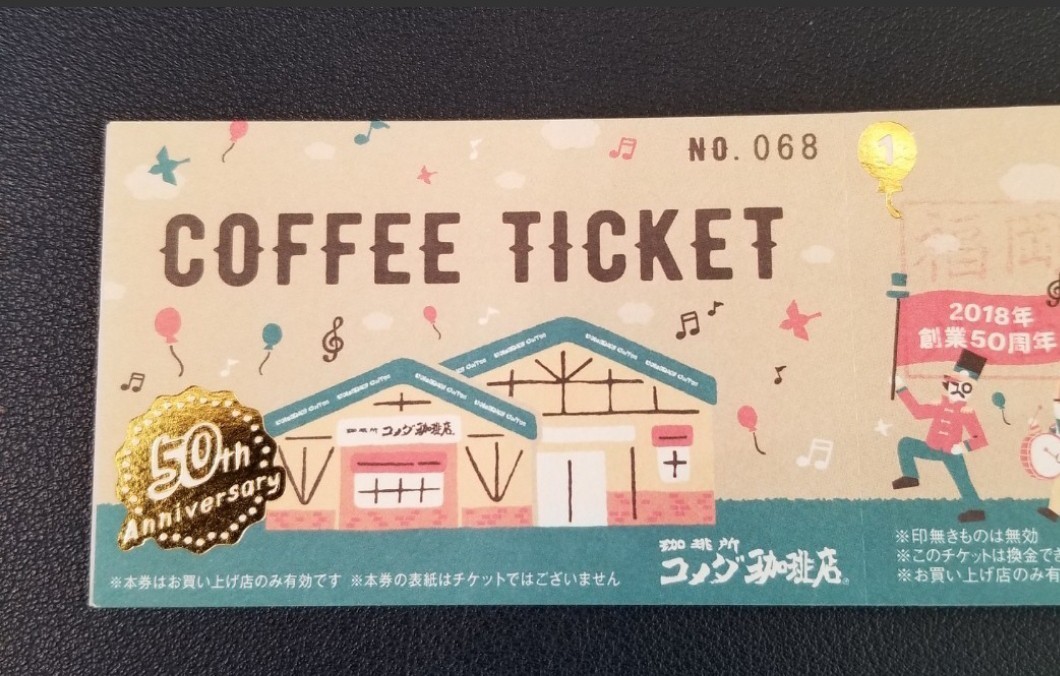 NO. 068
1
COFFEE TICKET
福岡
2018年
創業50周年
珈琲所 コメダ珈琲店
50th
Anniversary
珈琲所
コメダ珈琲店
※印無きものは無効
※このチケットは換金でき
※お買い上げ店のみ有
※本券はお買い上げ店のみ有効です ※本券の表紙はチケットではございません